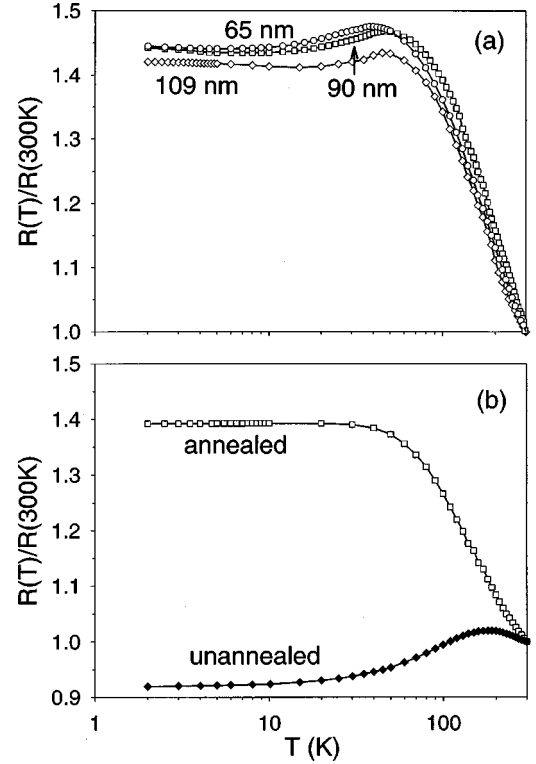 (a)
65 nm
109 nm
90 nm
R(T)/R(300K)
1.5
1.4
1.3
1.2
1.1
1.0
(b)
annealed
unannealed
R(T)/R(300K)
1.5
1.4
1.3
1.2
1.1
1.0
0.9
1
10
100
T (K)